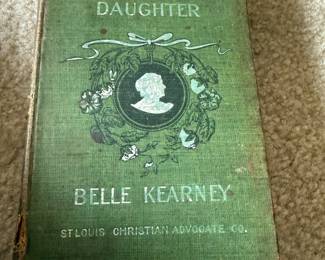 DAUGHTER
BELLE KEARNEY
ST LOUIS CHRISTIAN ADVOCATE CO.